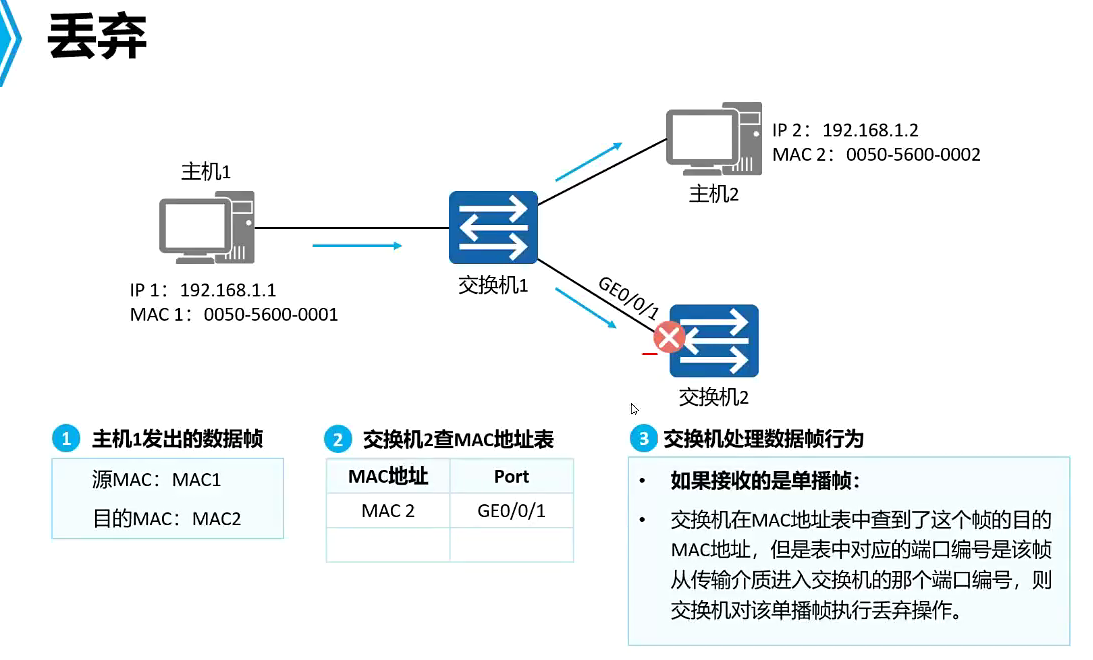 丢弃
IP 2：192.168.1.2
MAC 2：0050-5600-0002
主机2
主机1
IP 1：192.168.1.1
MAC 1：0050-5600-0001
交换机1
GE0/0/1
交换机2
1 主机1发出的数据帧
源MAC：MAC1
目的MAC：MAC2
2 交换机2查MAC地址表
MAC地址 Port
MAC 2 GE0/0/1
3 交换机处理数据帧行为
• 如果接收的是单播帧：
• 交换机在MAC地址表中查到了这个帧的目的
MAC地址，但是表中对应的端口编号是该帧
从传输介质进入交换机的那个端口编号，则
交换机对该单播帧执行丢弃操作。